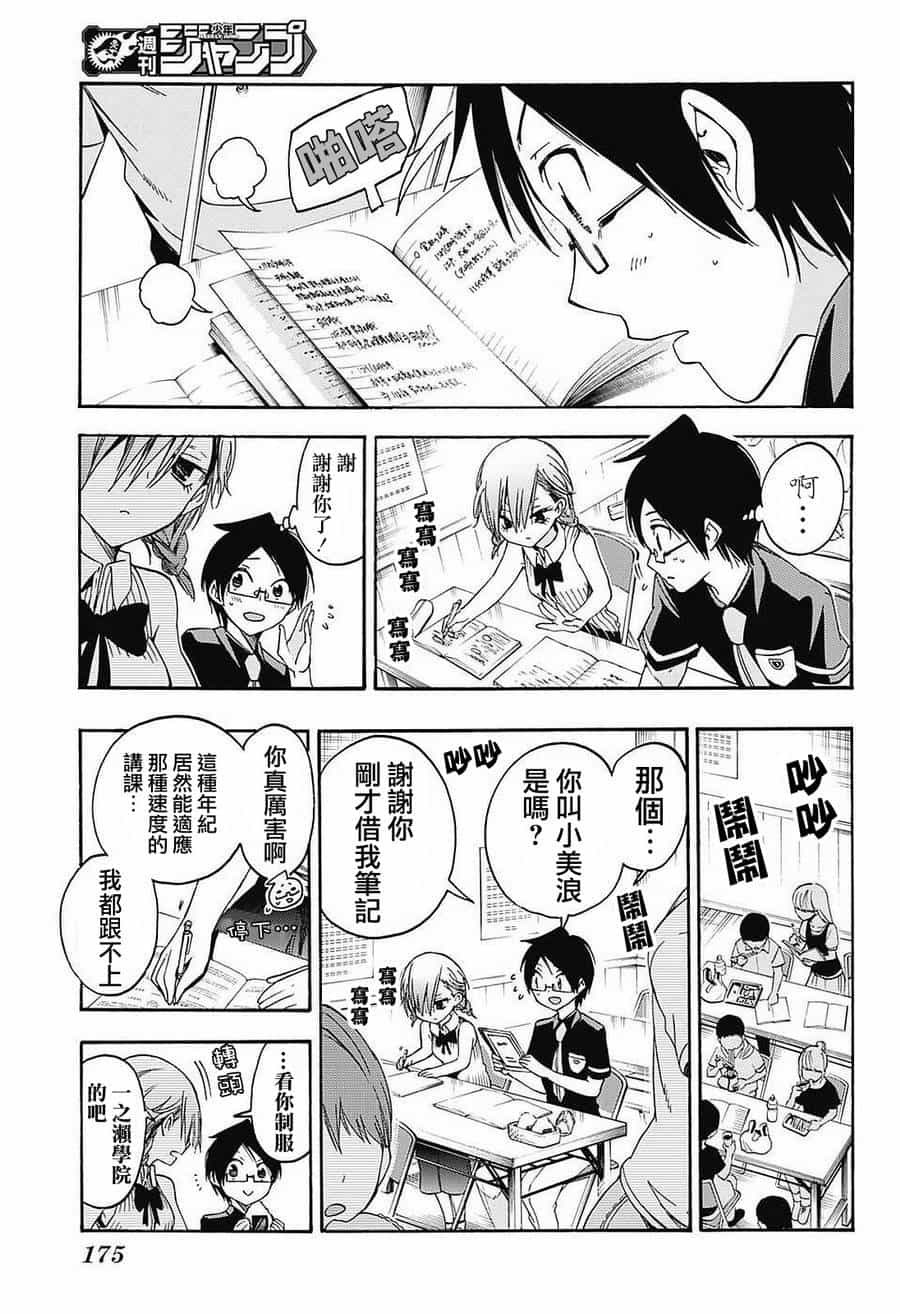 週刊
少年
ジャンプ
啪嗒
啊…
寫寫
寫寫
寫寫
謝
謝謝
你了!
吵吵
鬧鬧
那個…
你叫小美浪
是嗎?
謝謝你
剛才借我筆記
吵吵
鬧鬧
寫寫
寫寫
你真厲害啊
這種年紀
居然能適應
那種速度的
講課…
我都跟不上
停下…
…看你制服
轉頭
一之瀨學院
的吧
175